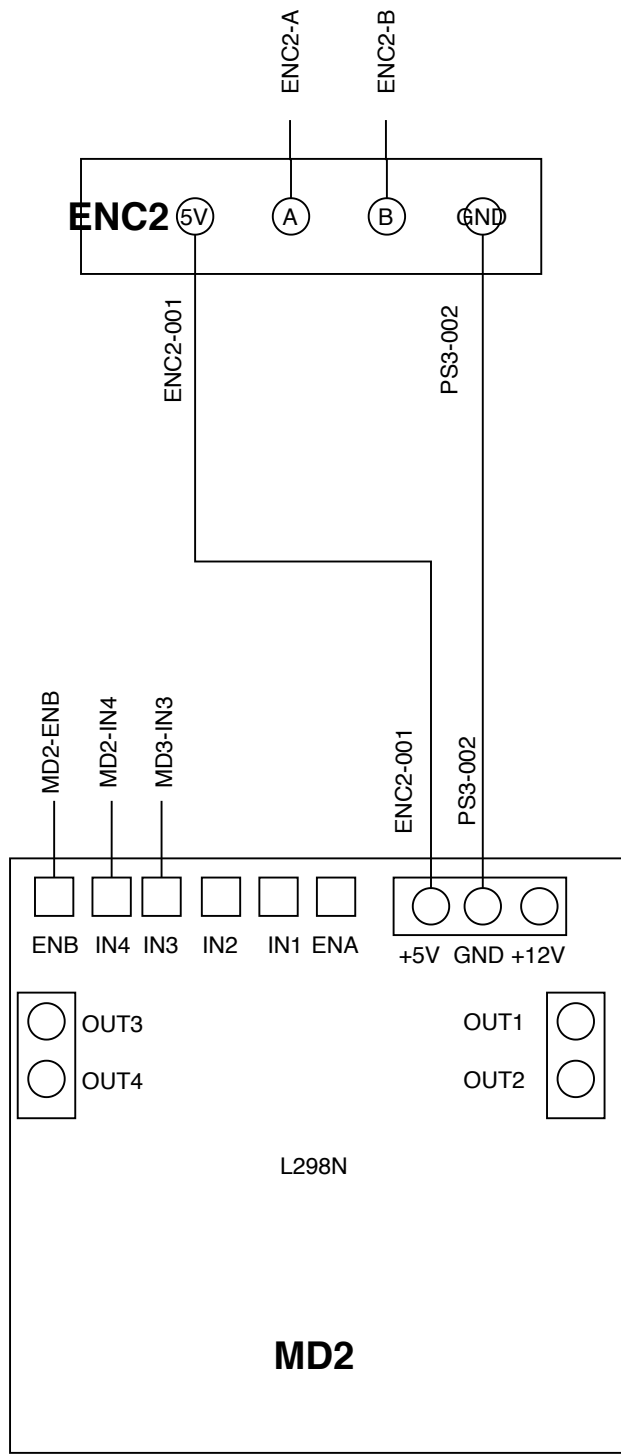 ENC2-A
ENC2-B
ENC2
5V
A
B
GND
ENC2-001
PS3-002
MD2-ENB
MD2-IN4
MD3-IN3
ENC2-001
PS3-002
ENB IN4 IN3 IN2 IN1 ENA
+5V GND +12V
OUT3
OUT1
OUT4
OUT2
L298N
MD2